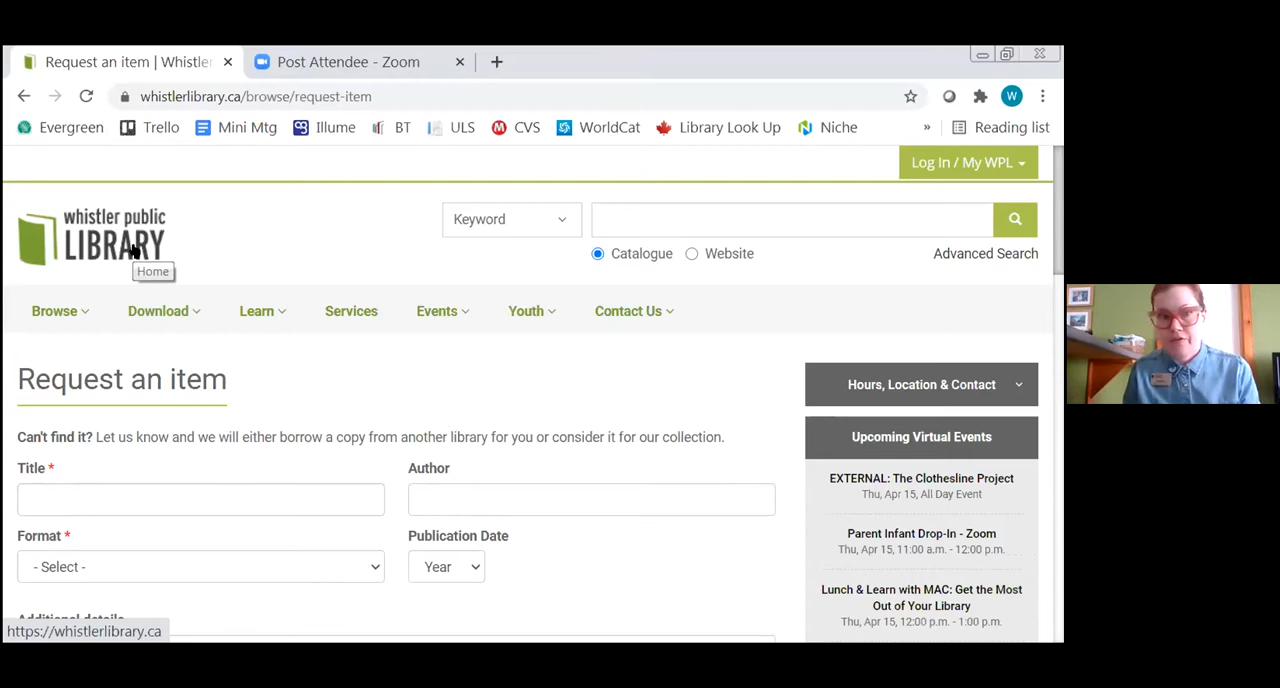 Request an item | Whistler
Post Attendee - Zoom
whistlerlibrary.ca/browse/request-item
W
Evergreen
Trello
Mini Mtg
Illume
BT
ULS
CVS
WorldCat
Library Look Up
Niche
»
Reading list
Log In / My WPL
whistler public
LIBRARY
Home
Keyword
Catalogue
Website
Advanced Search
Browse
Download
Learn
Services
Events
Youth
Contact Us
Request an item
Can't find it? Let us know and we will either borrow a copy from another library for you or consider it for our collection.
Title *
Author
Format *
Publication Date
- Select -
Year
Additional details
https://whistlerlibrary.ca
Hours, Location & Contact
Upcoming Virtual Events
EXTERNAL: The Clothesline Project
Thu, Apr 15, All Day Event
Parent Infant Drop-In - Zoom
Thu, Apr 15, 11:00 a.m. - 12:00 p.m.
Lunch & Learn with MAC: Get the Most
Out of Your Library
Thu, Apr 15, 12:00 p.m. - 1:00 p.m.